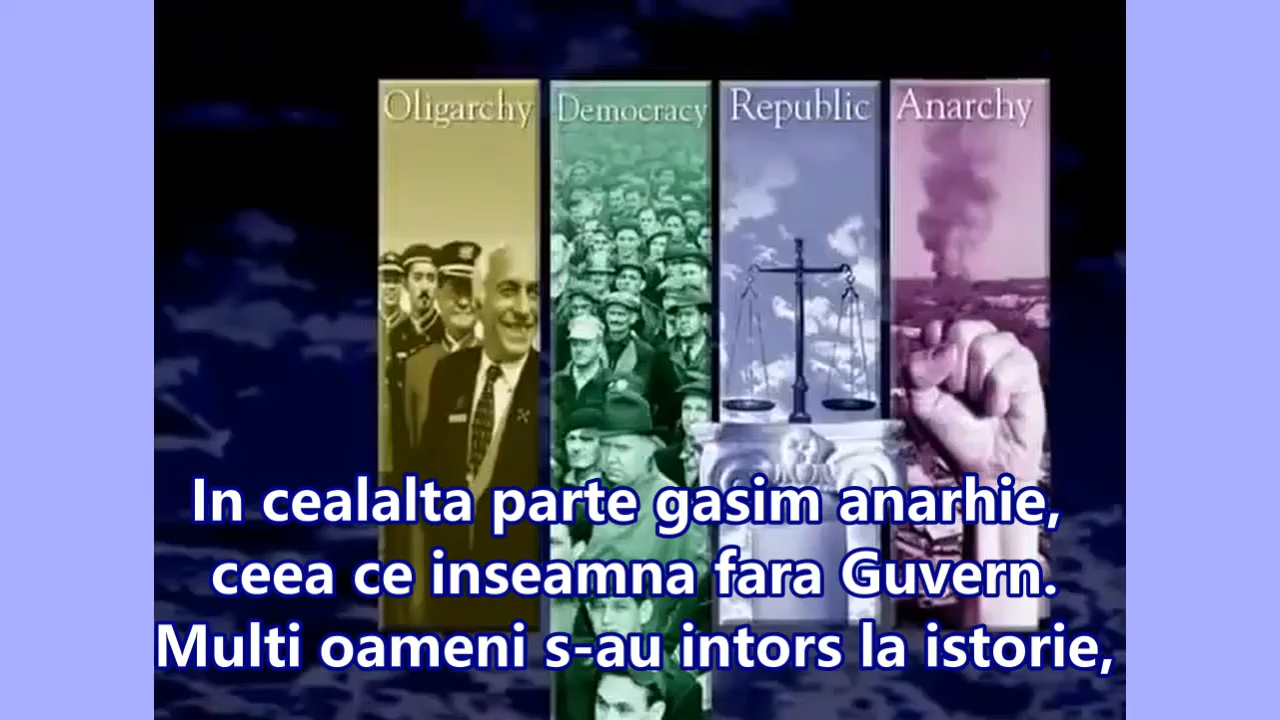 Oligarchy
Democracy
Republic
Anarchy
In cealalta parte gasim anarhie,
ceea ce inseamna fara Guvern.
Multi oameni s-au intors la istorie,